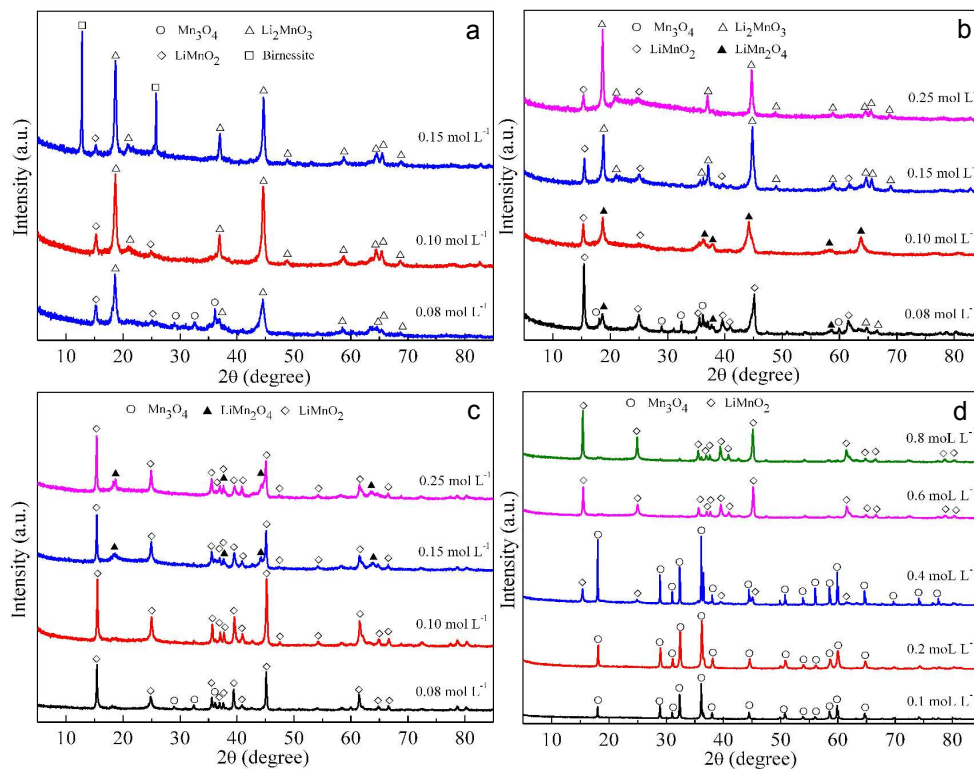 a
Mn3O4 Li2MnO3
LiMnO2 Birnessite
0.15 mol L-1
0.10 mol L-1
0.08 mol L-1
Intensity (a.u.)
10 20 30 40 50 60 70 80
2θ (degree)
b
Mn3O4 Li2MnO3
LiMnO2 LiMn2O4
0.25 mol L-
0.15 mol L-
0.10 mol L-
0.08 mol L-
Intensity (a.u.)
10 20 30 40 50 60 70 80
2θ (degree)
c
Mn3O4 LiMn2O4 LiMnO2
0.25 mol L-1
0.15 mol L-1
0.10 mol L-1
0.08 mol L-1
Intensity (a.u.)
10 20 30 40 50 60 70 80
2θ (degree)
d
Mn3O4 LiMnO2
0.8 moL L-
0.6 moL L-
0.4 moL L-
0.2 moL L-
0.1 moL L-
Intensity (a.u.)
10 20 30 40 50 60 70 80
2θ (degree)